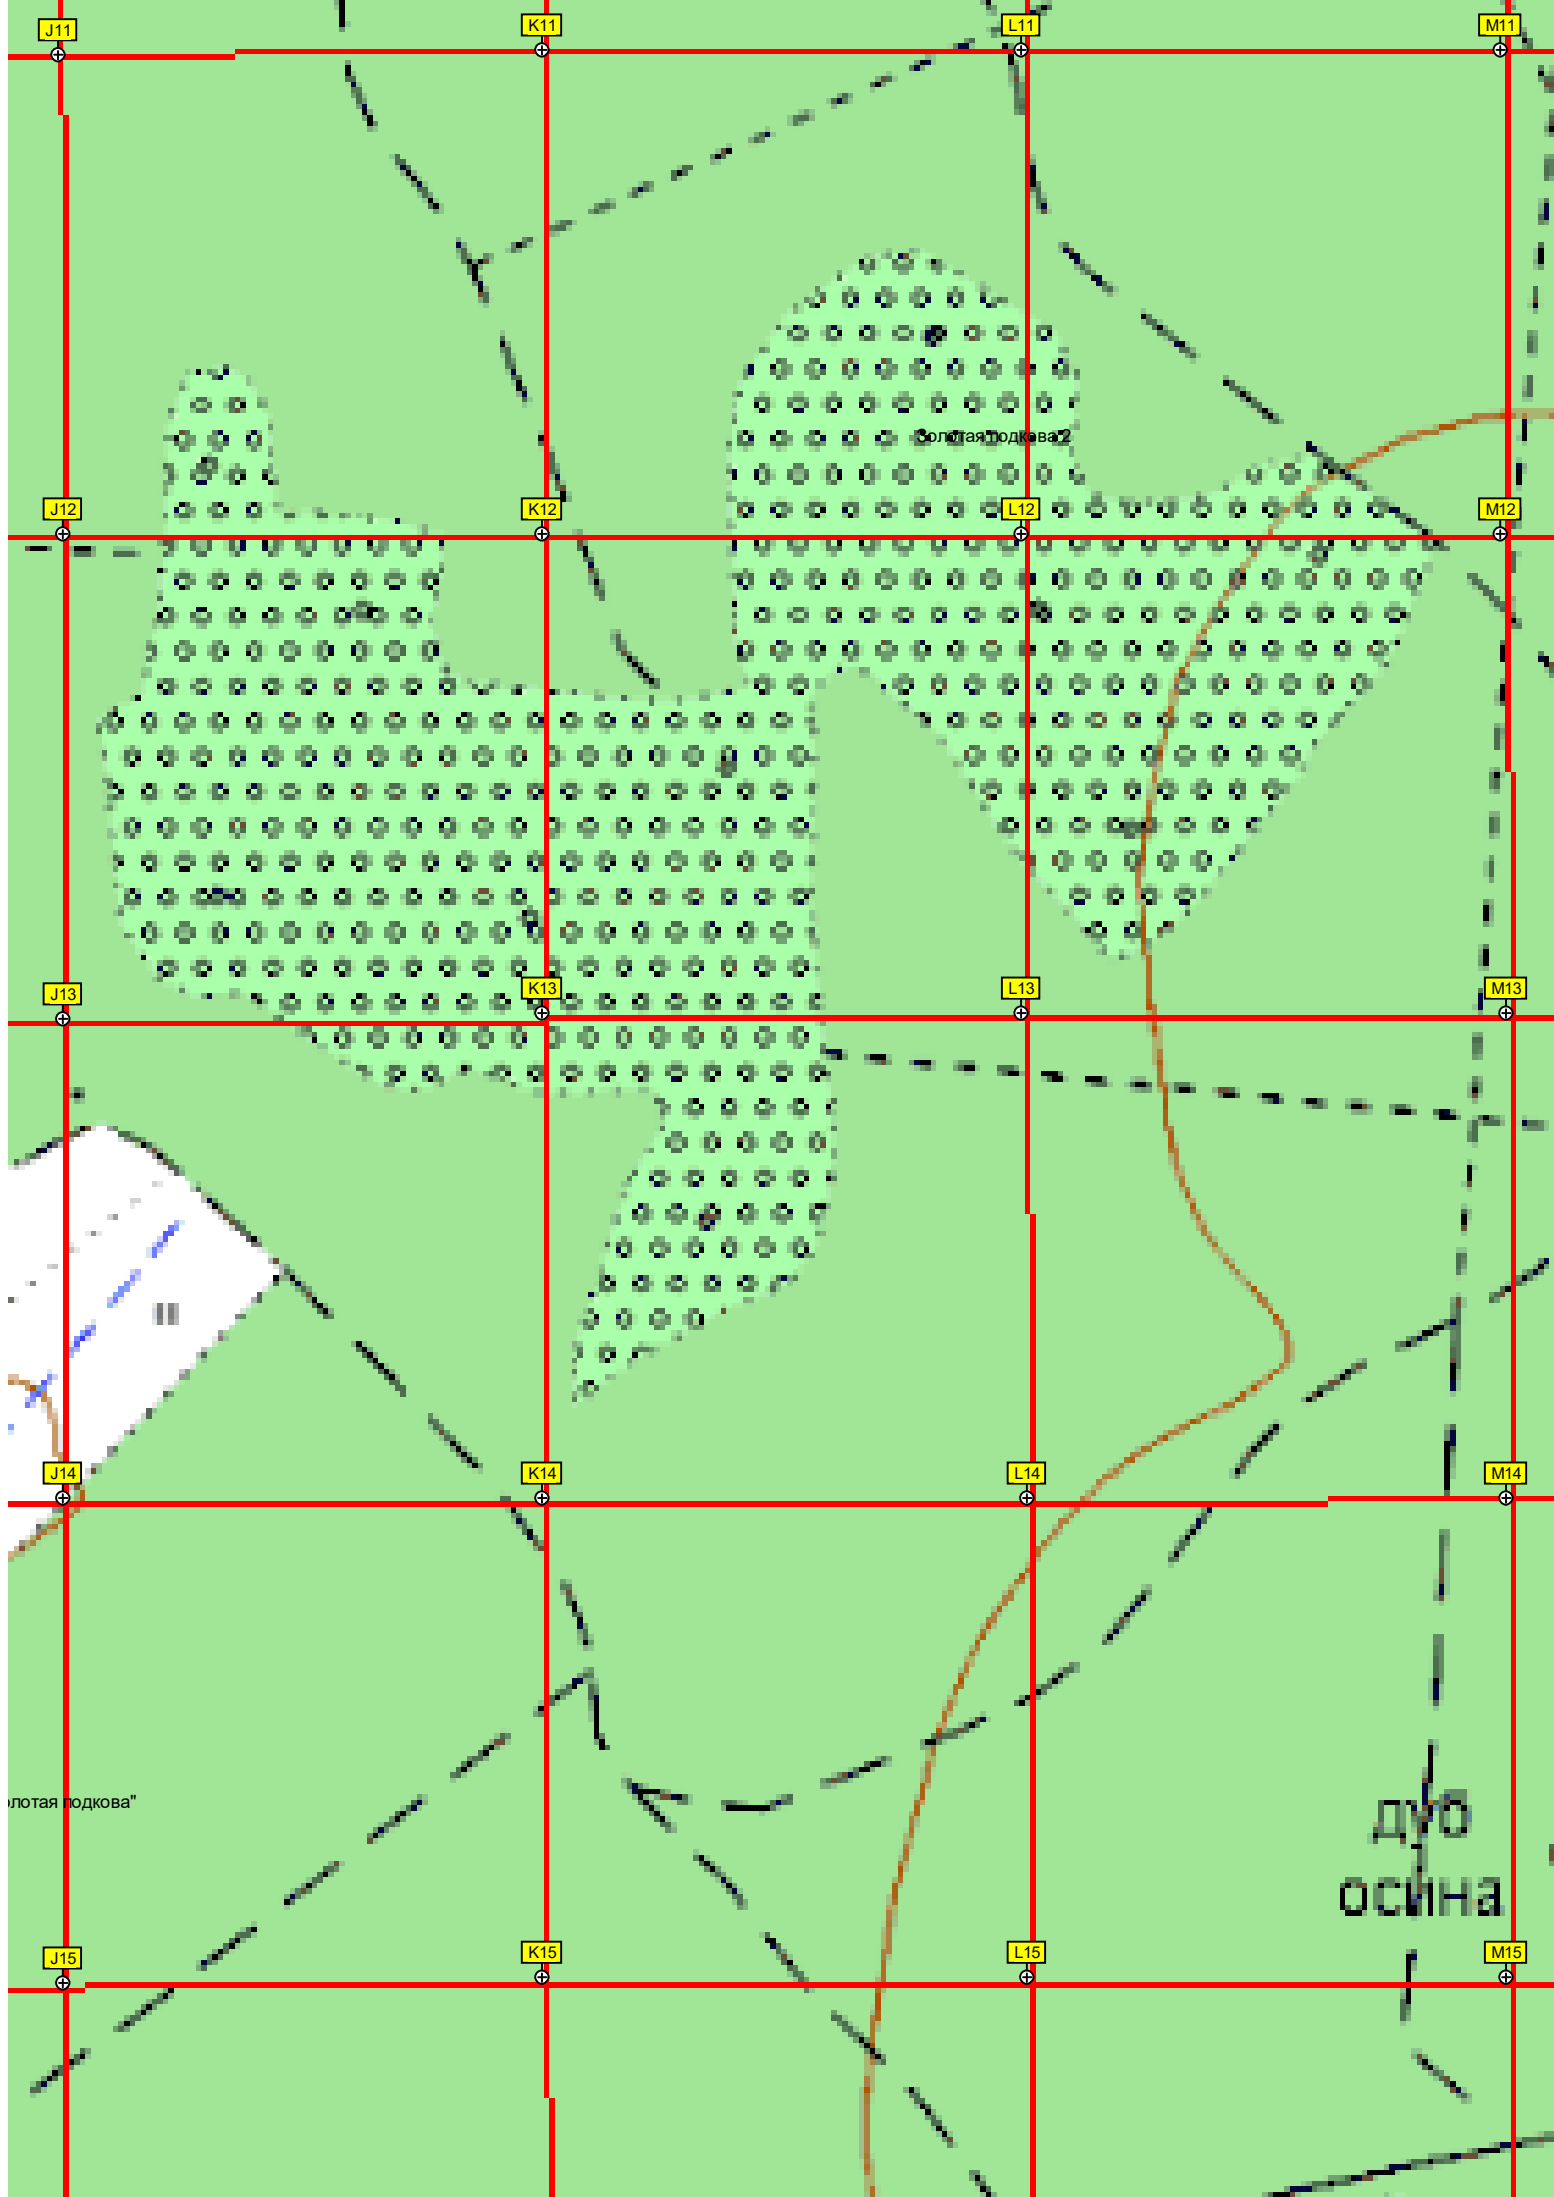 J11 K11 L11 M11
Золотая подкова 2
J12 K12 L12 M12
J13 K13 L13 M13
J14 K14 L14 M14
олотая подкова"
дуб
осина
J15 K15 L15 M15